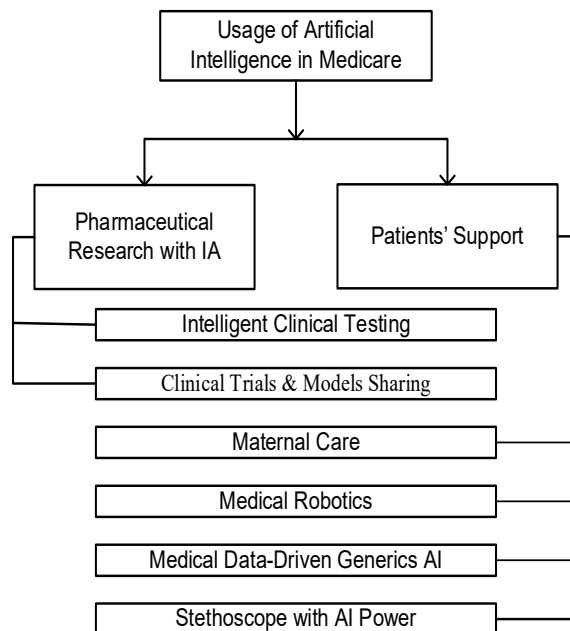 Usage of Artificial
Intelligence in Medicare
Pharmaceutical
Research with IA
Patients’ Support
Intelligent Clinical Testing
Clinical Trials & Models Sharing
Maternal Care
Medical Robotics
Medical Data-Driven Generics AI
Stethoscope with AI Power